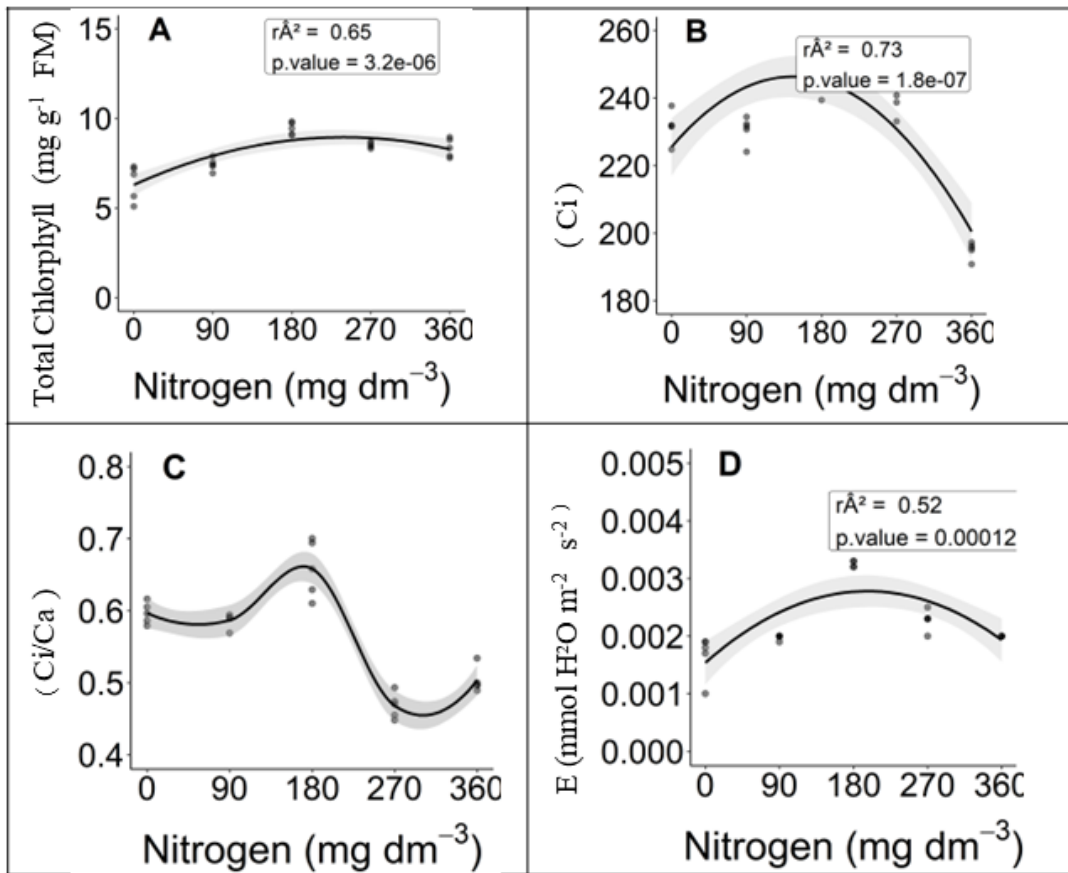 A
rÂ² = 0.65
p.value = 3.2e-06
15
10
5
0
Total Chlorphyll (mg g⁻¹ FM)
0 90 180 270 360
Nitrogen (mg dm⁻³)
B
rÂ² = 0.73
p.value = 1.8e-07
260
240
220
200
180
( Ci )
0 90 180 270 360
Nitrogen (mg dm⁻³)
C
0.8
0.7
0.6
0.5
0.4
( Ci/Ca )
0 90 180 270 360
Nitrogen (mg dm⁻³)
D
rÂ² = 0.52
p.value = 0.00012
0.005
0.004
0.003
0.002
0.001
0.000
E (mmol H²O m⁻² s⁻²)
0 90 180 270 360
Nitrogen (mg dm⁻³)